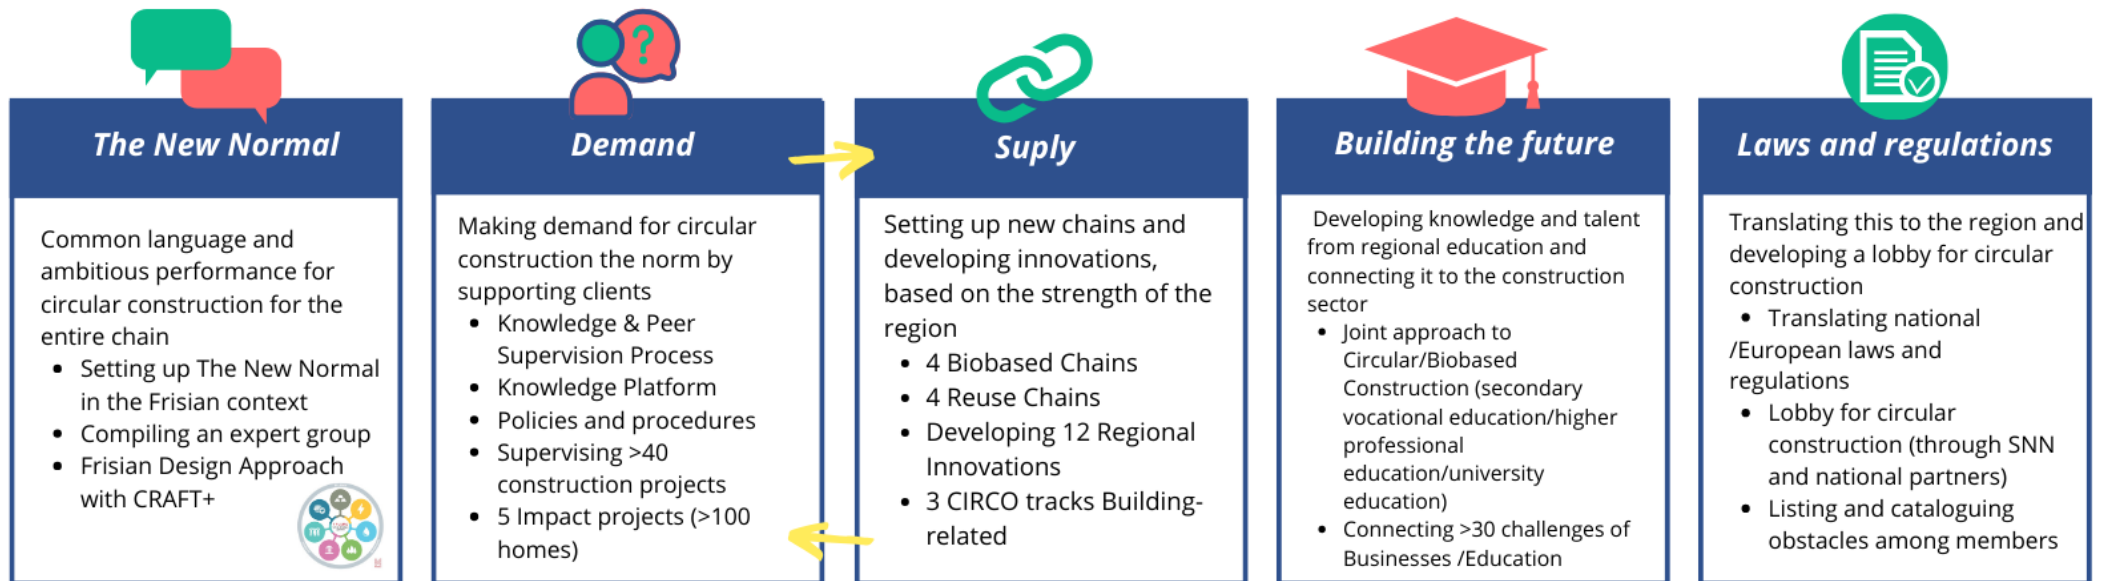 The New Normal
Common language and
ambitious performance for
circular construction for the
entire chain
• Setting up The New Normal
in the Frisian context
• Compiling an expert group
• Frisian Design Approach
with CRAFT+
?
Demand
Making demand for circular
construction the norm by
supporting clients
• Knowledge & Peer
Supervision Process
• Knowledge Platform
• Policies and procedures
• Supervising >40
construction projects
• 5 Impact projects (>100
homes)
Suply
Setting up new chains and
developing innovations,
based on the strength of the
region
• 4 Biobased Chains
• 4 Reuse Chains
• Developing 12 Regional
Innovations
• 3 CIRCO tracks Building-
related
Building the future
Developing knowledge and talent
from regional education and
connecting it to the construction
sector
• Joint approach to
Circular/Biobased
Construction (secondary
vocational education/higher
professional
education/university
education)
• Connecting >30 challenges of
Businesses /Education
Laws and regulations
Translating this to the region and
developing a lobby for circular
construction
• Translating national
/European laws and
regulations
• Lobby for circular
construction (through SNN
and national partners)
• Listing and cataloguing
obstacles among members